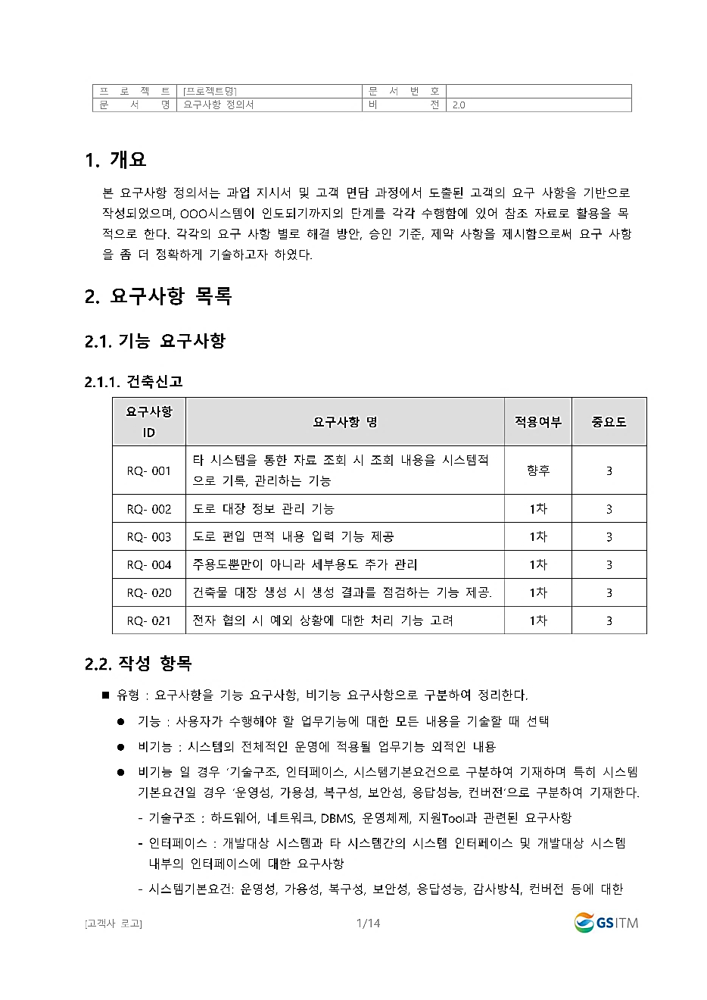 프 로 젝 트 [프로젝트명] 문 서 번 호
문 서 명 요구사항 정의서 비 전 2.0
1. 개요
본 요구사항 정의서는 과업 지시서 및 고객 면담 과정에서 도출된 고객의 요구 사항을 기반으로
작성되었으며, OOO시스템이 인도되기까지의 단계를 각각 수행함에 있어 참조 자료로 활용을 목
적으로 한다. 각각의 요구 사항 별로 해결 방안, 승인 기준, 제약 사항을 제시함으로써 요구 사항
을 좀 더 정확하게 기술하고자 하였다.
2. 요구사항 목록
2.1. 기능 요구사항
2.1.1. 건축신고
요구사항
ID
요구사항 명 적용여부 중요도
RQ- 001 타 시스템을 통한 자료 조회 시 조회 내용을 시스템적
으로 기록, 관리하는 기능 향후 3
RQ- 002 도로 대장 정보 관리 기능 1차 3
RQ- 003 도로 편입 면적 내용 입력 기능 제공 1차 3
RQ- 004 주용도뿐만이 아니라 세부용도 추가 관리 1차 3
RQ- 020 건축물 대장 생성 시 생성 결과를 점검하는 기능 제공. 1차 3
RQ- 021 전자 협의 시 예외 상황에 대한 처리 기능 고려 1차 3
2.2. 작성 항목
■ 유형 : 요구사항을 기능 요구사항, 비기능 요구사항으로 구분하여 정리한다.
● 기능 : 사용자가 수행해야 할 업무기능에 대한 모든 내용을 기술할 때 선택
● 비기능 : 시스템의 전체적인 운영에 적용될 업무기능 외적인 내용
● 비기능 일 경우 ‘기술구조, 인터페이스, 시스템기본요건으로 구분하여 기재하며 특히 시스템
기본요건일 경우 ‘운영성, 가용성, 복구성, 보안성, 응답성능, 컨버전’으로 구분하여 기재한다.
- 기술구조 : 하드웨어, 네트워크, DBMS, 운영체제, 지원Tool과 관련된 요구사항
- 인터페이스 : 개발대상 시스템과 타 시스템간의 시스템 인터페이스 및 개발대상 시스템
내부의 인터페이스에 대한 요구사항
- 시스템기본요건: 운영성, 가용성, 복구성, 보안성, 응답성능, 감사방식, 컨버전 등에 대한
[고객사 로고] 1/14 GSITM